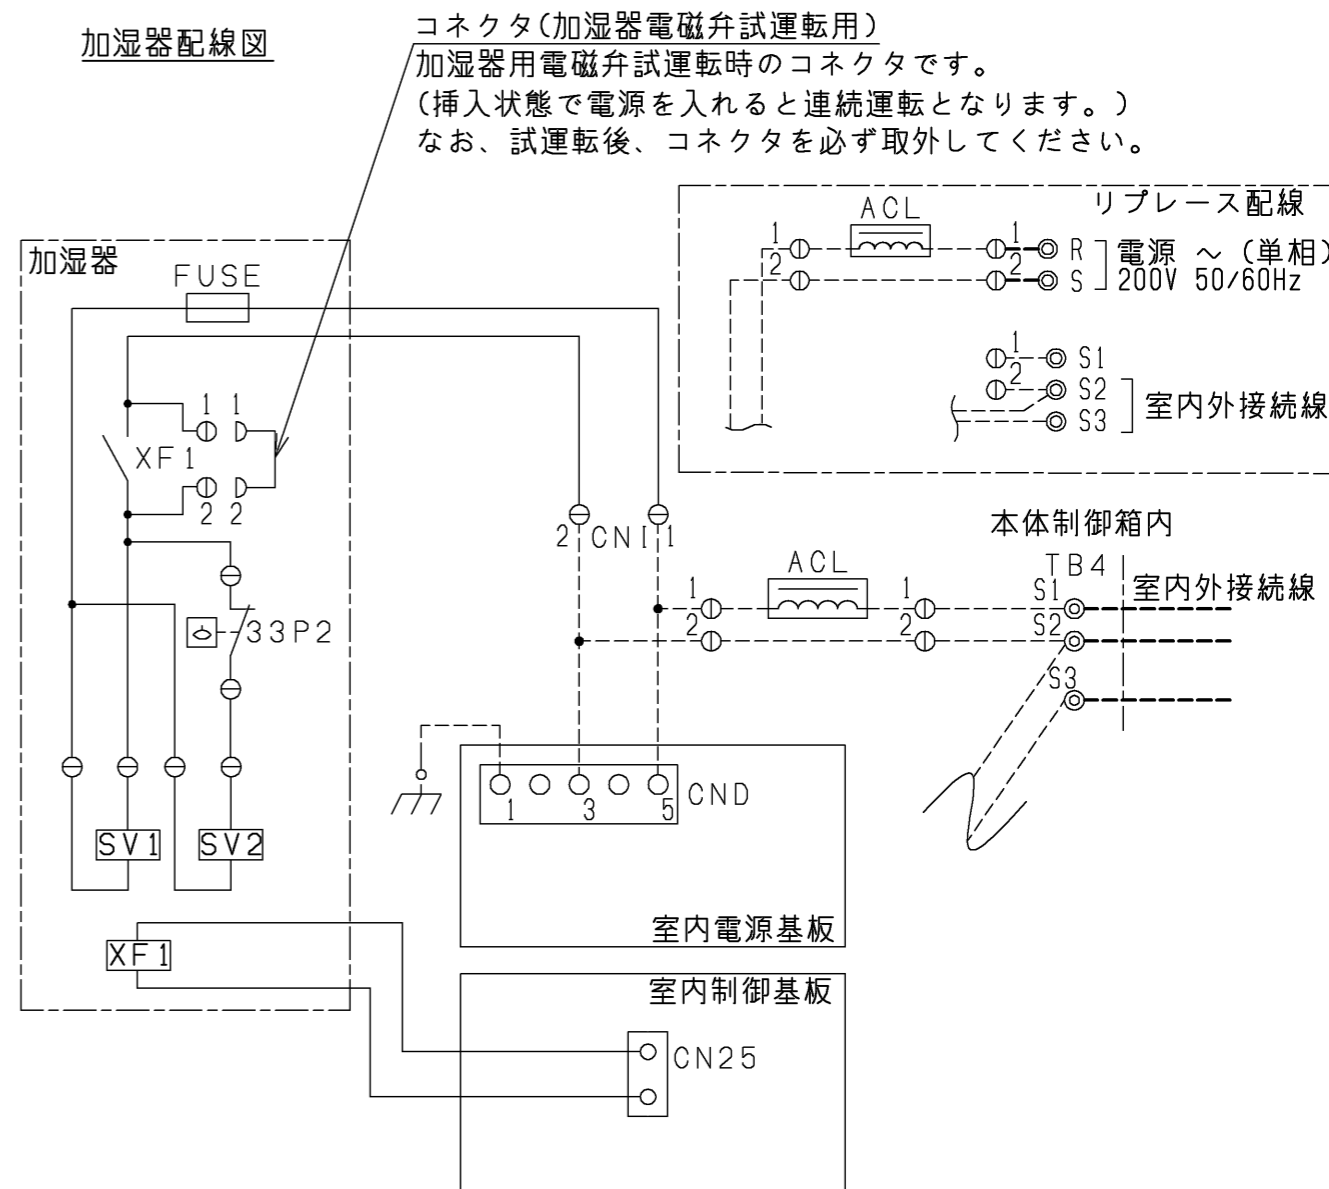 加湿器配線図
コネクタ(加湿器電磁弁試運転用)
加湿器用電磁弁試運転時のコネクタです。
(挿入状態で電源を入れると連続運転となります。)
なお、試運転後、コネクタを必ず取外してください。
リプレース配線
ACL
1 1 R
2 2 S
電源 ～ (単相)
200V 50/60Hz
1 S1
2 S2
S3
室内外接続線
加湿器
FUSE
1 1
XF1
2 2
33P2
SV1 SV2
XF1
2 CNI 1
本体制御箱内
TB4
ACL
1 1 S1
2 2 S2
S3
室内外接続線
1 3 5 CND
室内電源基板
室内制御基板
CN25